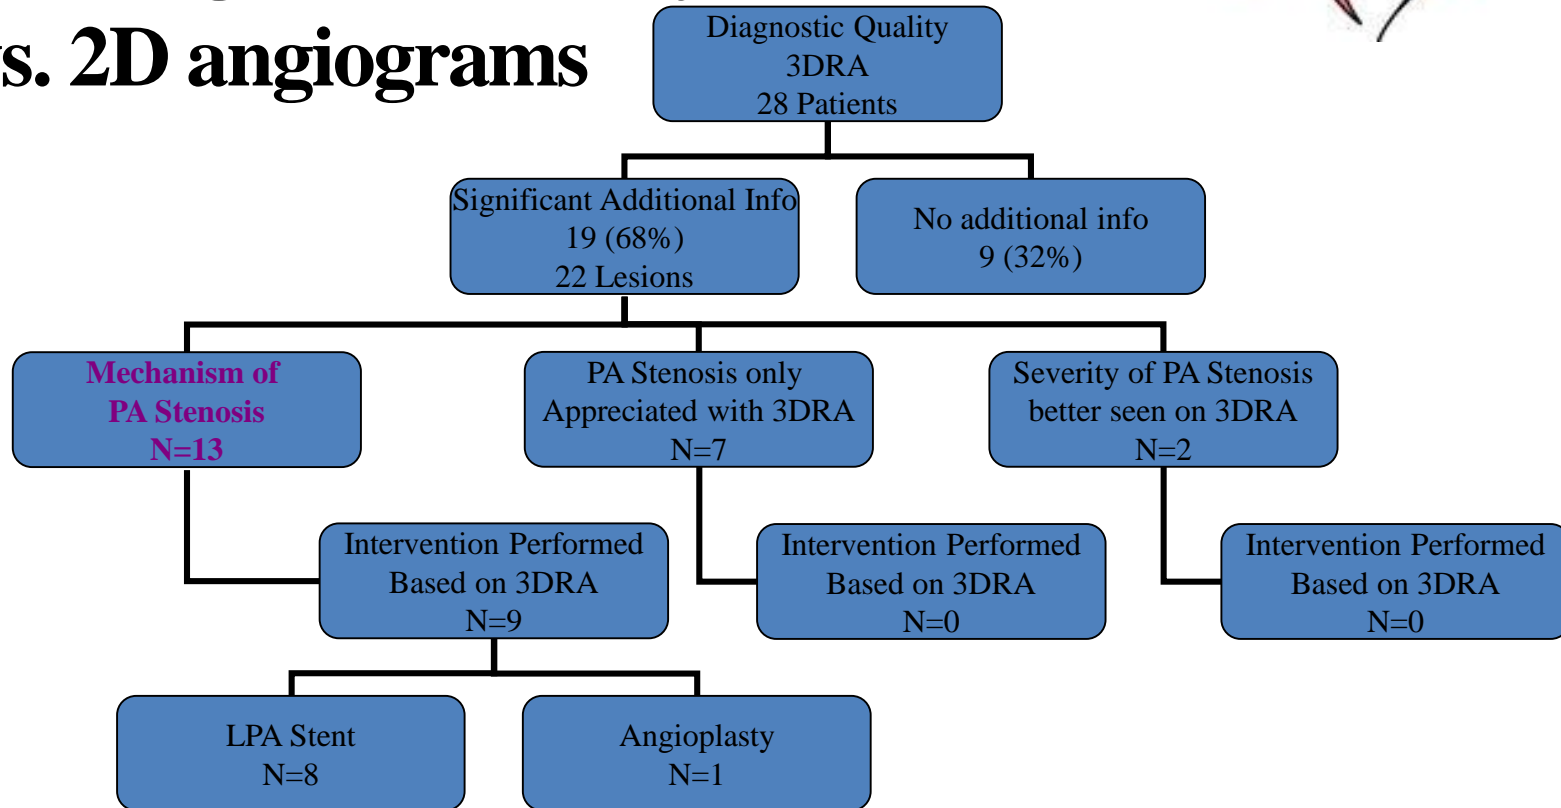 vs. 2D angiograms
Diagnostic Quality
3DRA
28 Patients
Significant Additional Info
19 (68%)
22 Lesions
No additional info
9 (32%)
Mechanism of
PA Stenosis
N=13
PA Stenosis only
Appreciated with 3DRA
N=7
Severity of PA Stenosis
better seen on 3DRA
N=2
Intervention Performed
Based on 3DRA
N=9
Intervention Performed
Based on 3DRA
N=0
Intervention Performed
Based on 3DRA
N=0
LPA Stent
N=8
Angioplasty
N=1